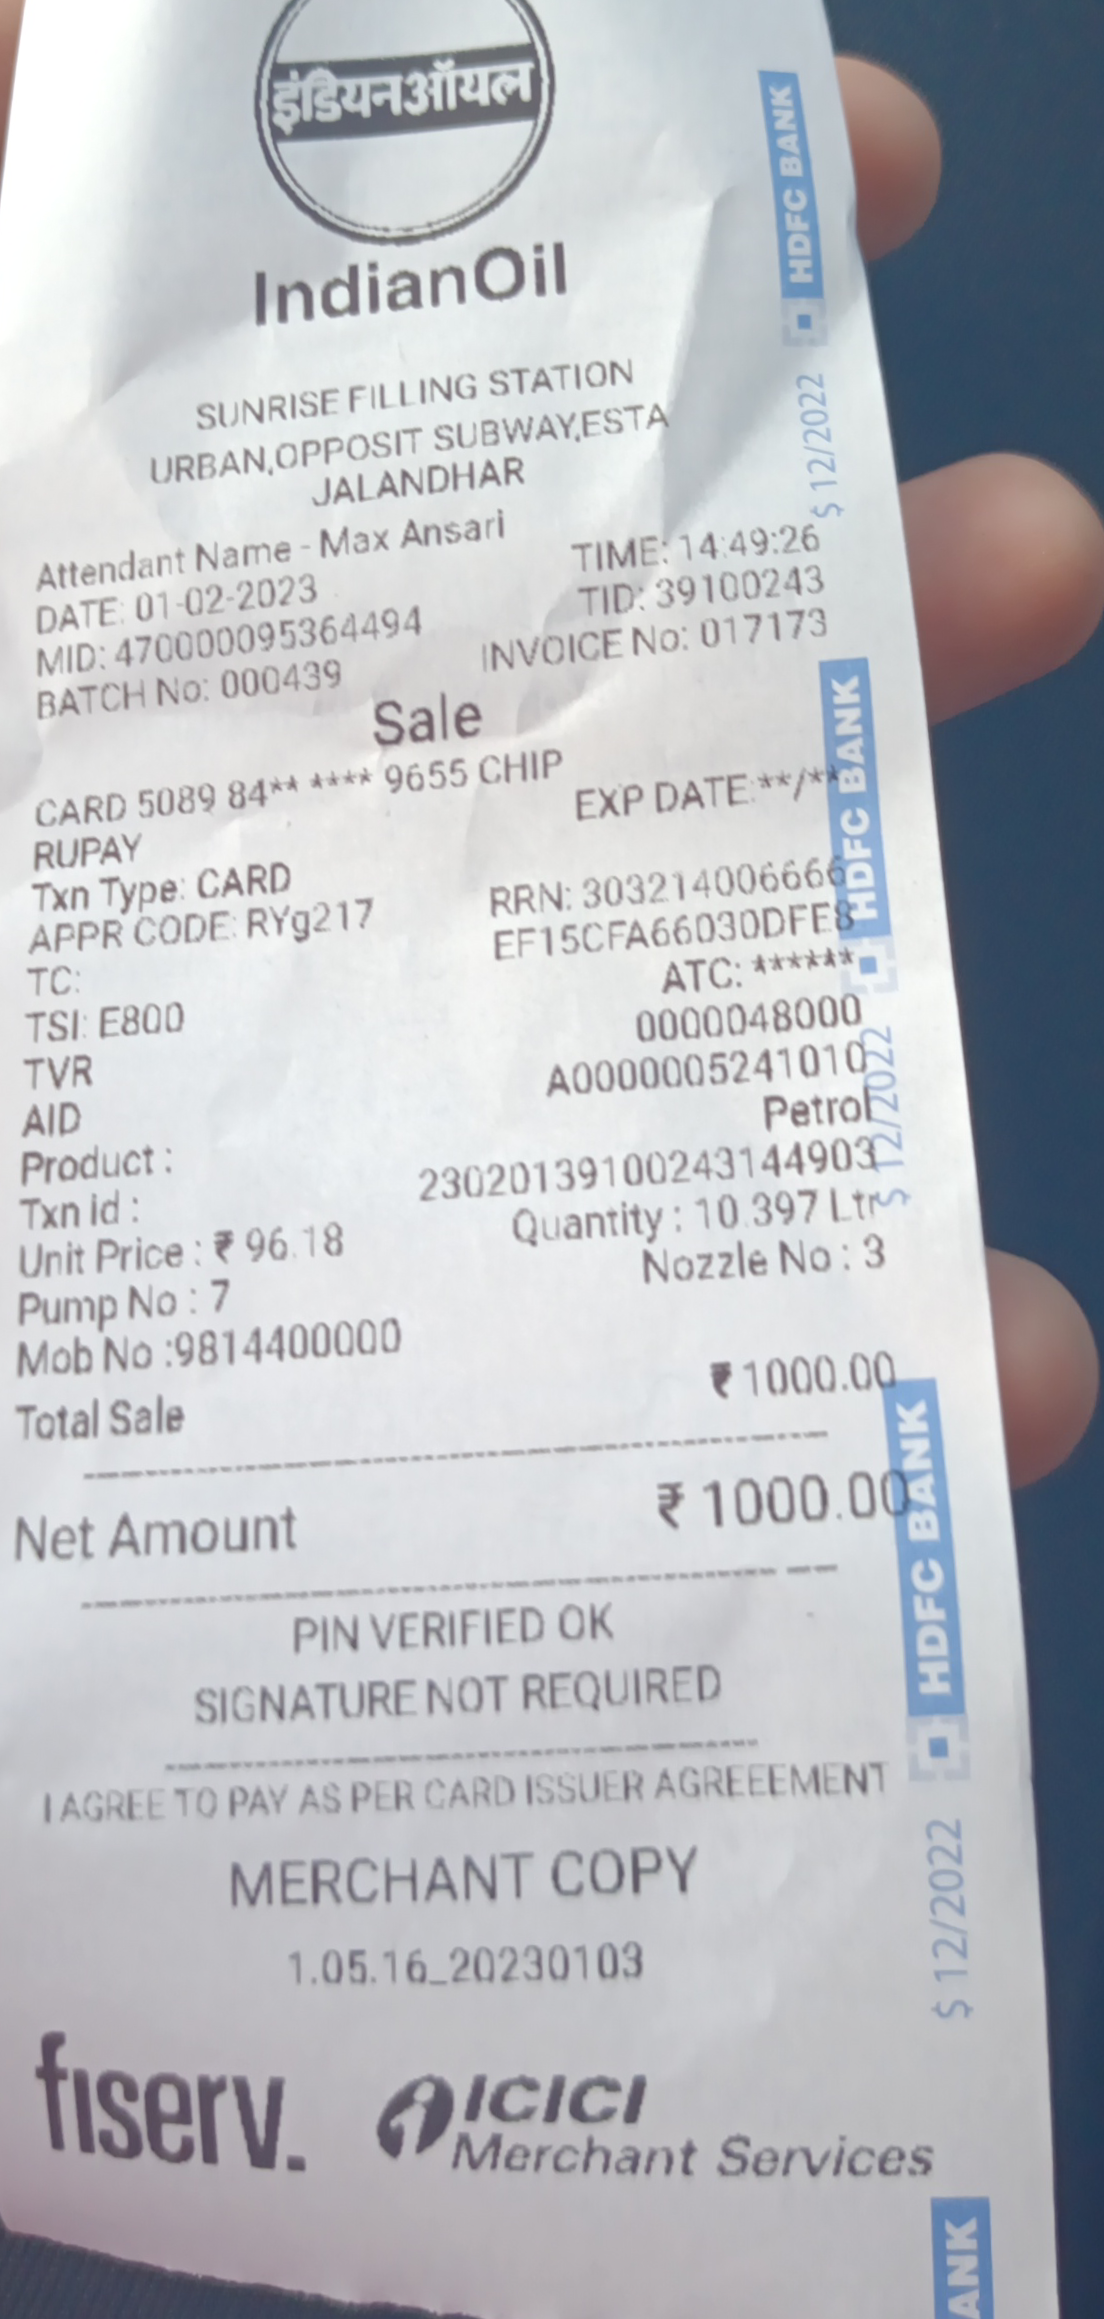 इंडियनऑयल
IndianOil
SUNRISE FILLING STATION
URBAN,OPPOSIT SUBWAY,ESTA
JALANDHAR
Attendant Name - Max Ansari
DATE: 01-02-2023 TIME: 14:49:26
MID: 470000095364494 TID: 39100243
BATCH No: 000439 INVOICE No: 017173
Sale
CARD 5089 84** **** 9655 CHIP
RUPAY EXP DATE:**/**
Txn Type: CARD
APPR CODE: RYg217 RRN: 303214006666
TC: EF15CFA66030DFE8
TSI: E800 ATC: ******
TVR 0000048000
AID A0000005241010
Product : Petrol
Txn id : 23020139100243144903
Unit Price : ₹ 96.18 Quantity : 10.397 Ltr
Pump No : 7 Nozzle No : 3
Mob No :9814400000
Total Sale ₹ 1000.00
Net Amount ₹ 1000.00
PIN VERIFIED OK
SIGNATURE NOT REQUIRED
I AGREE TO PAY AS PER CARD ISSUER AGREEEMENT
MERCHANT COPY
1.05.16_20230103
fiserv.
ICICI
Merchant Services
HDFC BANK
$ 12/2022
HDFC BANK
$ 12/2022
HDFC BANK
$ 12/2022
ANK